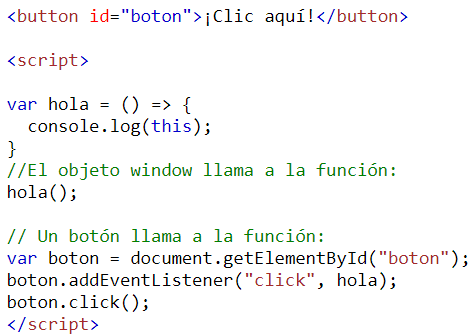 <button id="boton">¡Clic aquí!</button>
<script>
var hola = () => {
console.log(this);
}
//El objeto window llama a la función:
hola();
// Un botón llama a la función:
var boton = document.getElementById("boton");
boton.addEventListener("click", hola);
boton.click();
</script>